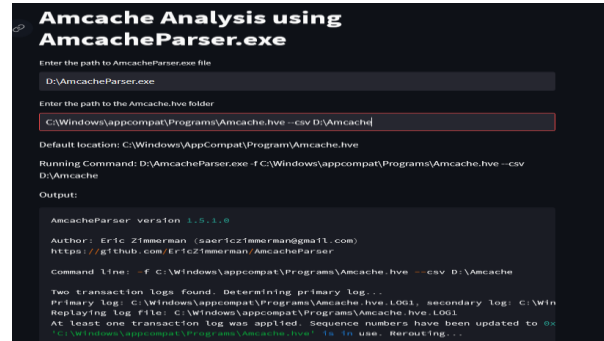 Amcache Analysis using
AmcacheParser.exe
Enter the path to AmcacheParser.exe file
D:\AmcacheParser.exe
Enter the path to the Amcache.hve folder
C:\Windows\appcompat\Programs\Amcache.hve --csv D:\Amcache
Default location: C:\Windows\AppCompat\Program\Amcache.hve
Running Command: D:\AmcacheParser.exe -f C:\Windows\appcompat\Programs\Amcache.hve --csv
D:\Amcache
Output:
AmcacheParser version 1.5.1.0
Author: Eric Zimmerman (saericzimmerman@gmail.com)
https://github.com/EricZimmerman/AmcacheParser
Command line: -f C:\Windows\appcompat\Programs\Amcache.hve --csv D:\Amcache
Two transaction logs found. Determining primary log...
Primary log: C:\Windows\appcompat\Programs\Amcache.hve.LOG1, secondary log: C:\Win
Replaying log file: C:\Windows\appcompat\Programs\Amcache.hve.LOG1
At least one transaction log was applied. Sequence numbers have been updated to 0x
'C:\Windows\appcompat\Programs\Amcache.hve' is in use. Rerouting...